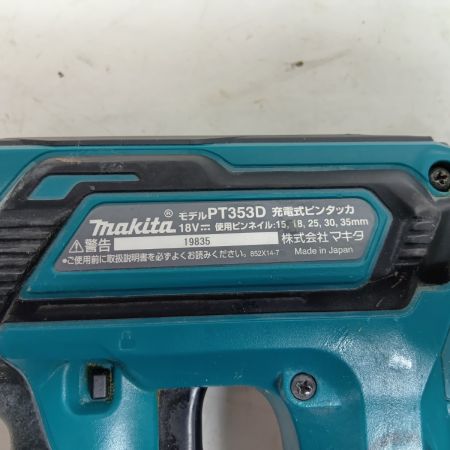 makita® モデルPT353D 充電式ピンタッカ
18V⎓ 使用ピンネイル:15, 18, 25, 30, 35mm
⚠警告 19835 株式会社マキタ
•ご使用前に取扱説明書を必ずよくお読みください。 852X14-7 Made in Japan